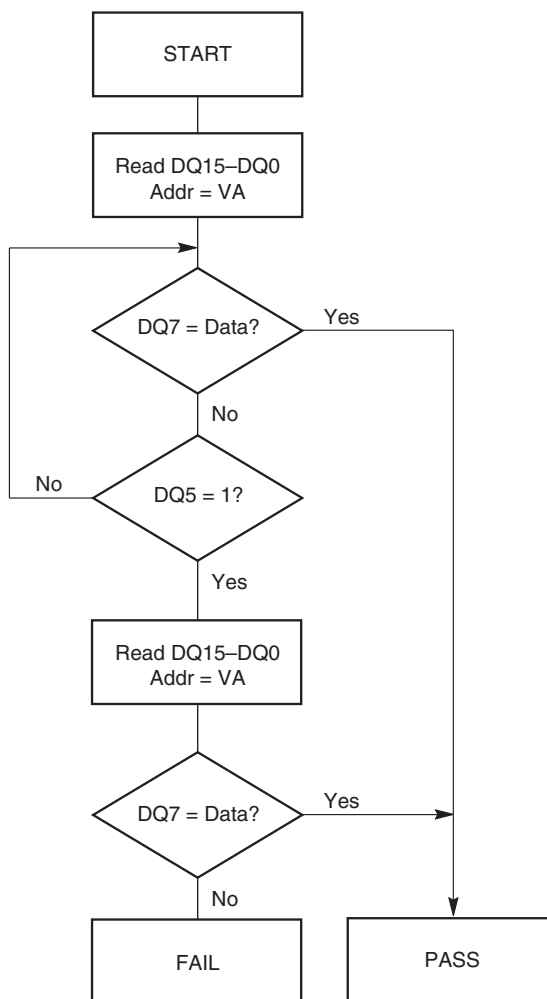 START
Read DQ15–DQ0
Addr = VA
DQ7 = Data?
Yes
No
No
DQ5 = 1?
Yes
Read DQ15–DQ0
Addr = VA
DQ7 = Data?
Yes
No
FAIL
PASS